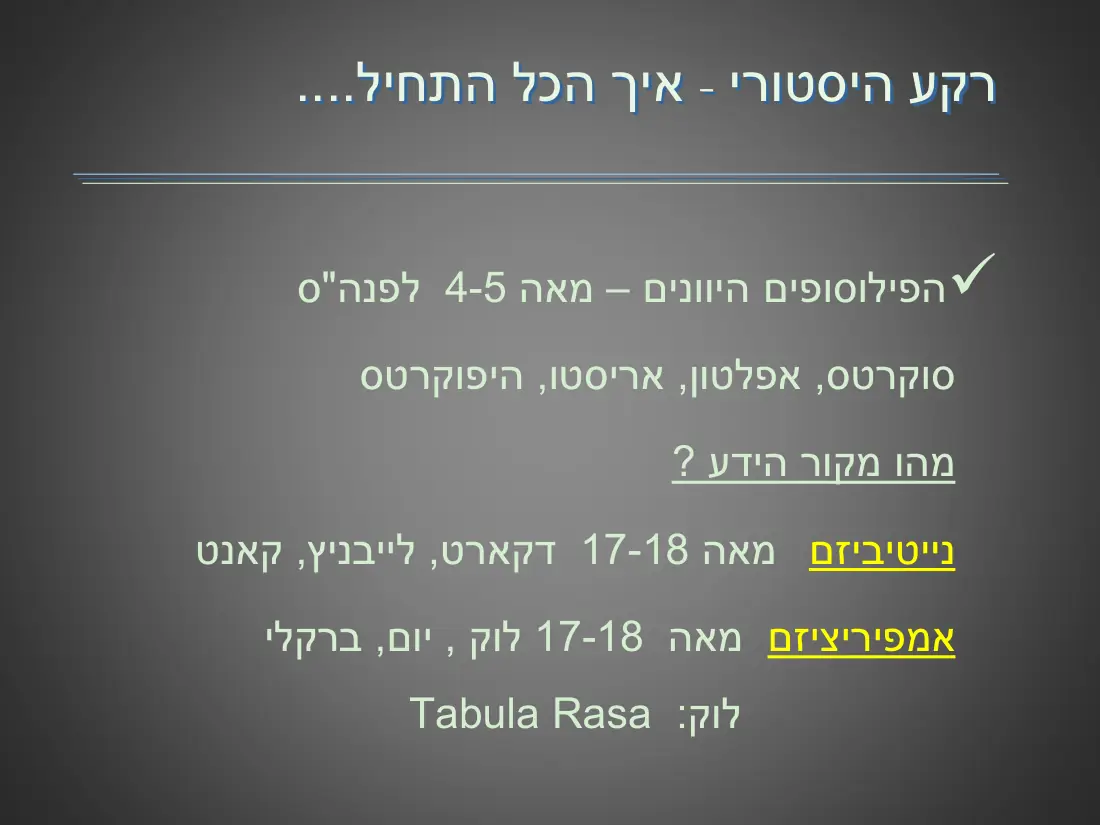 רקע היסטורי - איך הכל התחיל....
הפילוסופים היוונים – מאה 4-5 לפנה"ס
סוקרטס, אפלטון, אריסטו, היפוקרטס
מהו מקור הידע ?
נייטיביזם מאה 17-18 דקארט, לייבניץ, קאנט
אמפיריציזם מאה 17-18 לוק , יום, ברקלי
לוק: Tabula Rasa